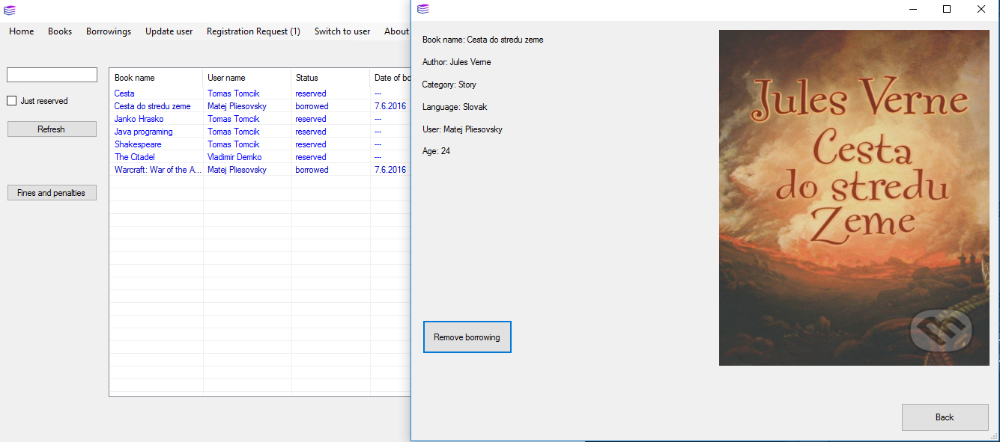 Home Books Borrowings Update user Registration Request (1) Switch to user About
Just reserved
Refresh
Fines and penalties
Book name User name Status Date of bo
Cesta Tomas Tomcik reserved ---
Cesta do stredu zeme Matej Pliesovsky borrowed 7.6.2016
Janko Hrasko Tomas Tomcik reserved ---
Java programing Tomas Tomcik reserved ---
Shakespeare Tomas Tomcik reserved ---
The Citadel Vladimir Demko reserved ---
Warcraft: War of the A... Matej Pliesovsky borrowed 7.6.2016
Book name: Cesta do stredu zeme
Author: Jules Verne
Category: Story
Language: Slovak
User: Matej Pliesovsky
Age: 24
Remove borrowing
Jules Verne
Cesta
do stredu
Zeme
Back